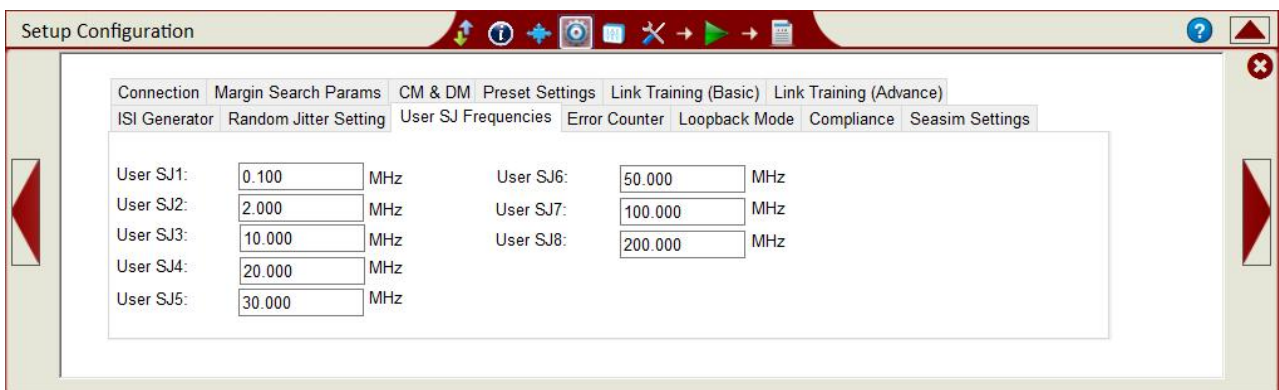 Setup Configuration
Connection Margin Search Params CM & DM Preset Settings Link Training (Basic) Link Training (Advance)
ISI Generator Random Jitter Setting User SJ Frequencies Error Counter Loopback Mode Compliance Seasim Settings
User SJ1: 0.100 MHz User SJ6: 50.000 MHz
User SJ2: 2.000 MHz User SJ7: 100.000 MHz
User SJ3: 10.000 MHz User SJ8: 200.000 MHz
User SJ4: 20.000 MHz
User SJ5: 30.000 MHz